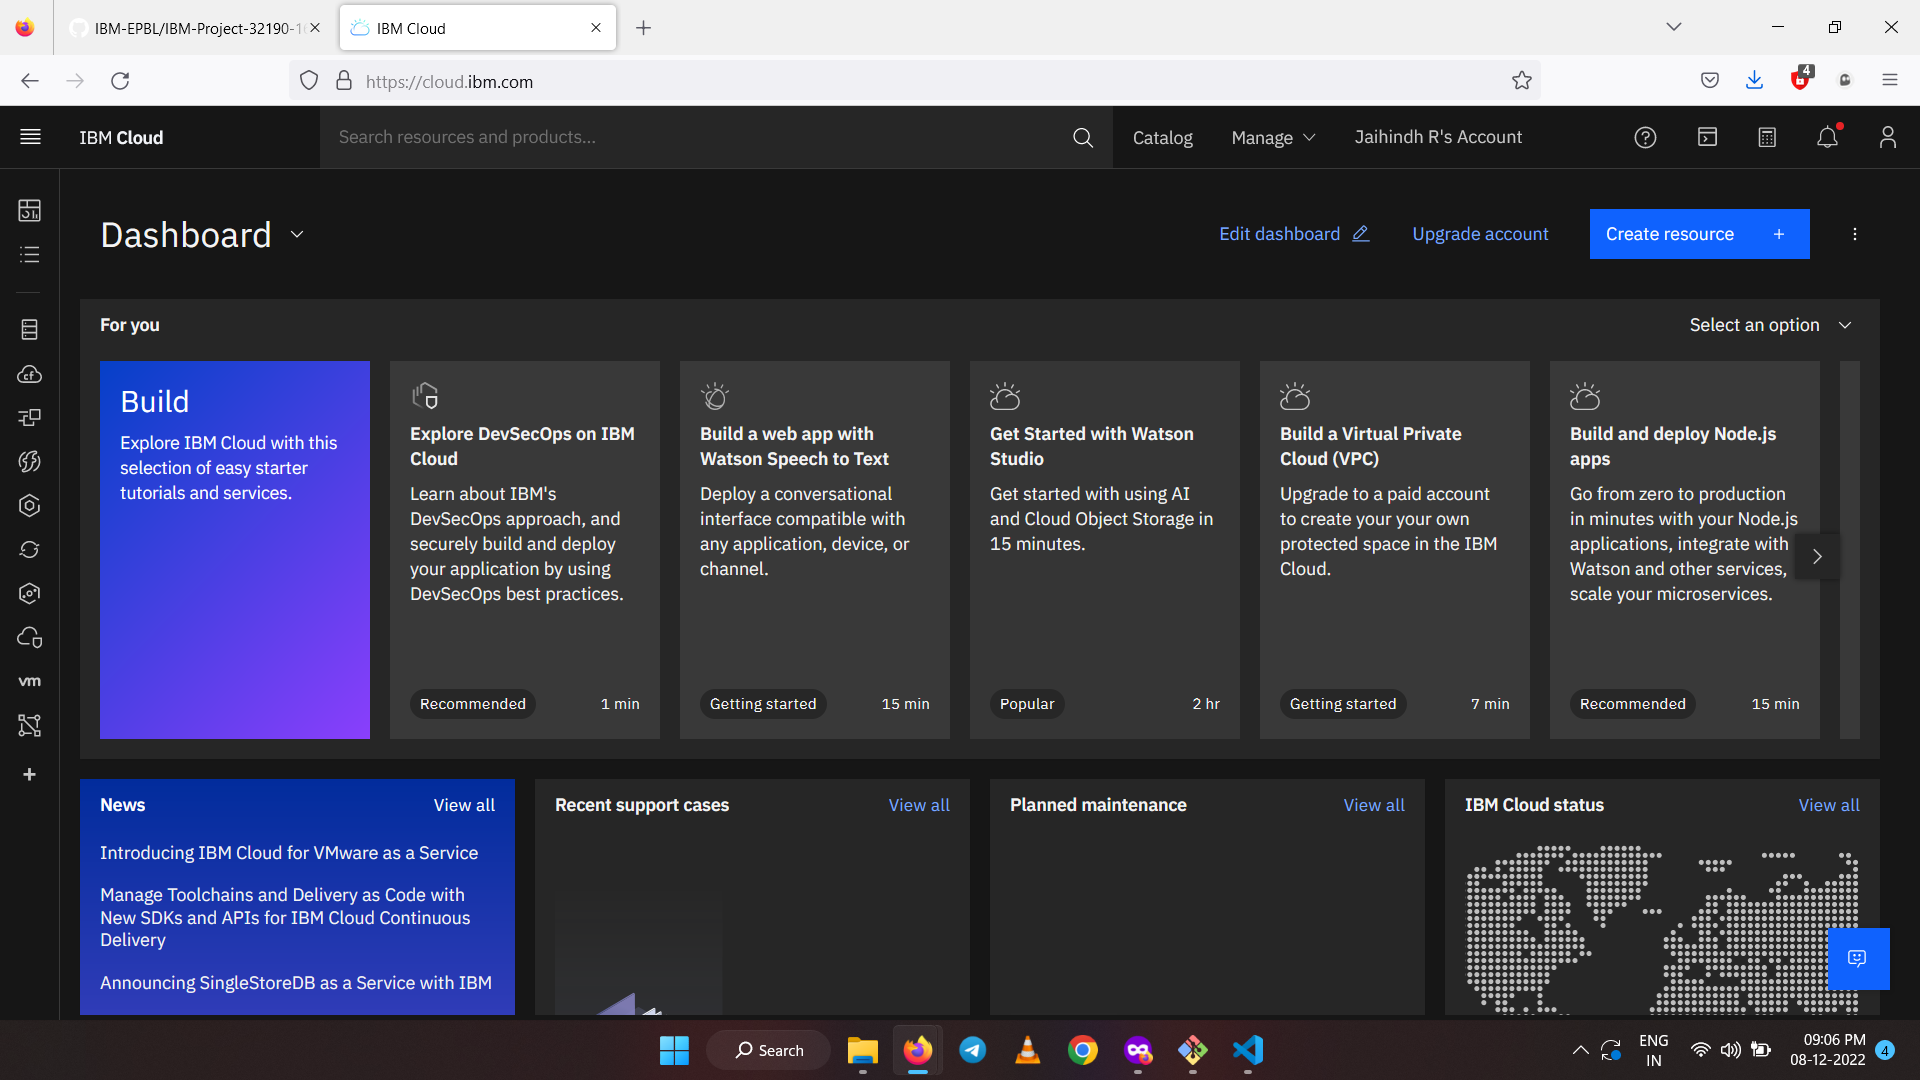 IBM-EPBL/IBM-Project-32190-16
IBM Cloud
https://cloud.ibm.com
4
IBM Cloud
Search resources and products...
Catalog
Manage
Jaihindh R's Account
Dashboard
Edit dashboard
Upgrade account
Create resource +
For you
Select an option
Build
Explore IBM Cloud with this
selection of easy starter
tutorials and services.
Explore DevSecOps on IBM
Cloud
Learn about IBM's
DevSecOps approach, and
securely build and deploy
your application by using
DevSecOps best practices.
Recommended
1 min
Build a web app with
Watson Speech to Text
Deploy a conversational
interface compatible with
any application, device, or
channel.
Getting started
15 min
Get Started with Watson
Studio
Get started with using AI
and Cloud Object Storage in
15 minutes.
Popular
2 hr
Build a Virtual Private
Cloud (VPC)
Upgrade to a paid account
to create your your own
protected space in the IBM
Cloud.
Getting started
7 min
Build and deploy Node.js
apps
Go from zero to production
in minutes with your Node.js
applications, integrate with
Watson and other services,
scale your microservices.
Recommended
15 min
cf
vm
News
View all
Introducing IBM Cloud for VMware as a Service
Manage Toolchains and Delivery as Code with
New SDKs and APIs for IBM Cloud Continuous
Delivery
Announcing SingleStoreDB as a Service with IBM
Recent support cases
View all
Planned maintenance
View all
IBM Cloud status
View all
Search
ENG
IN
09:06 PM
08-12-2022
4